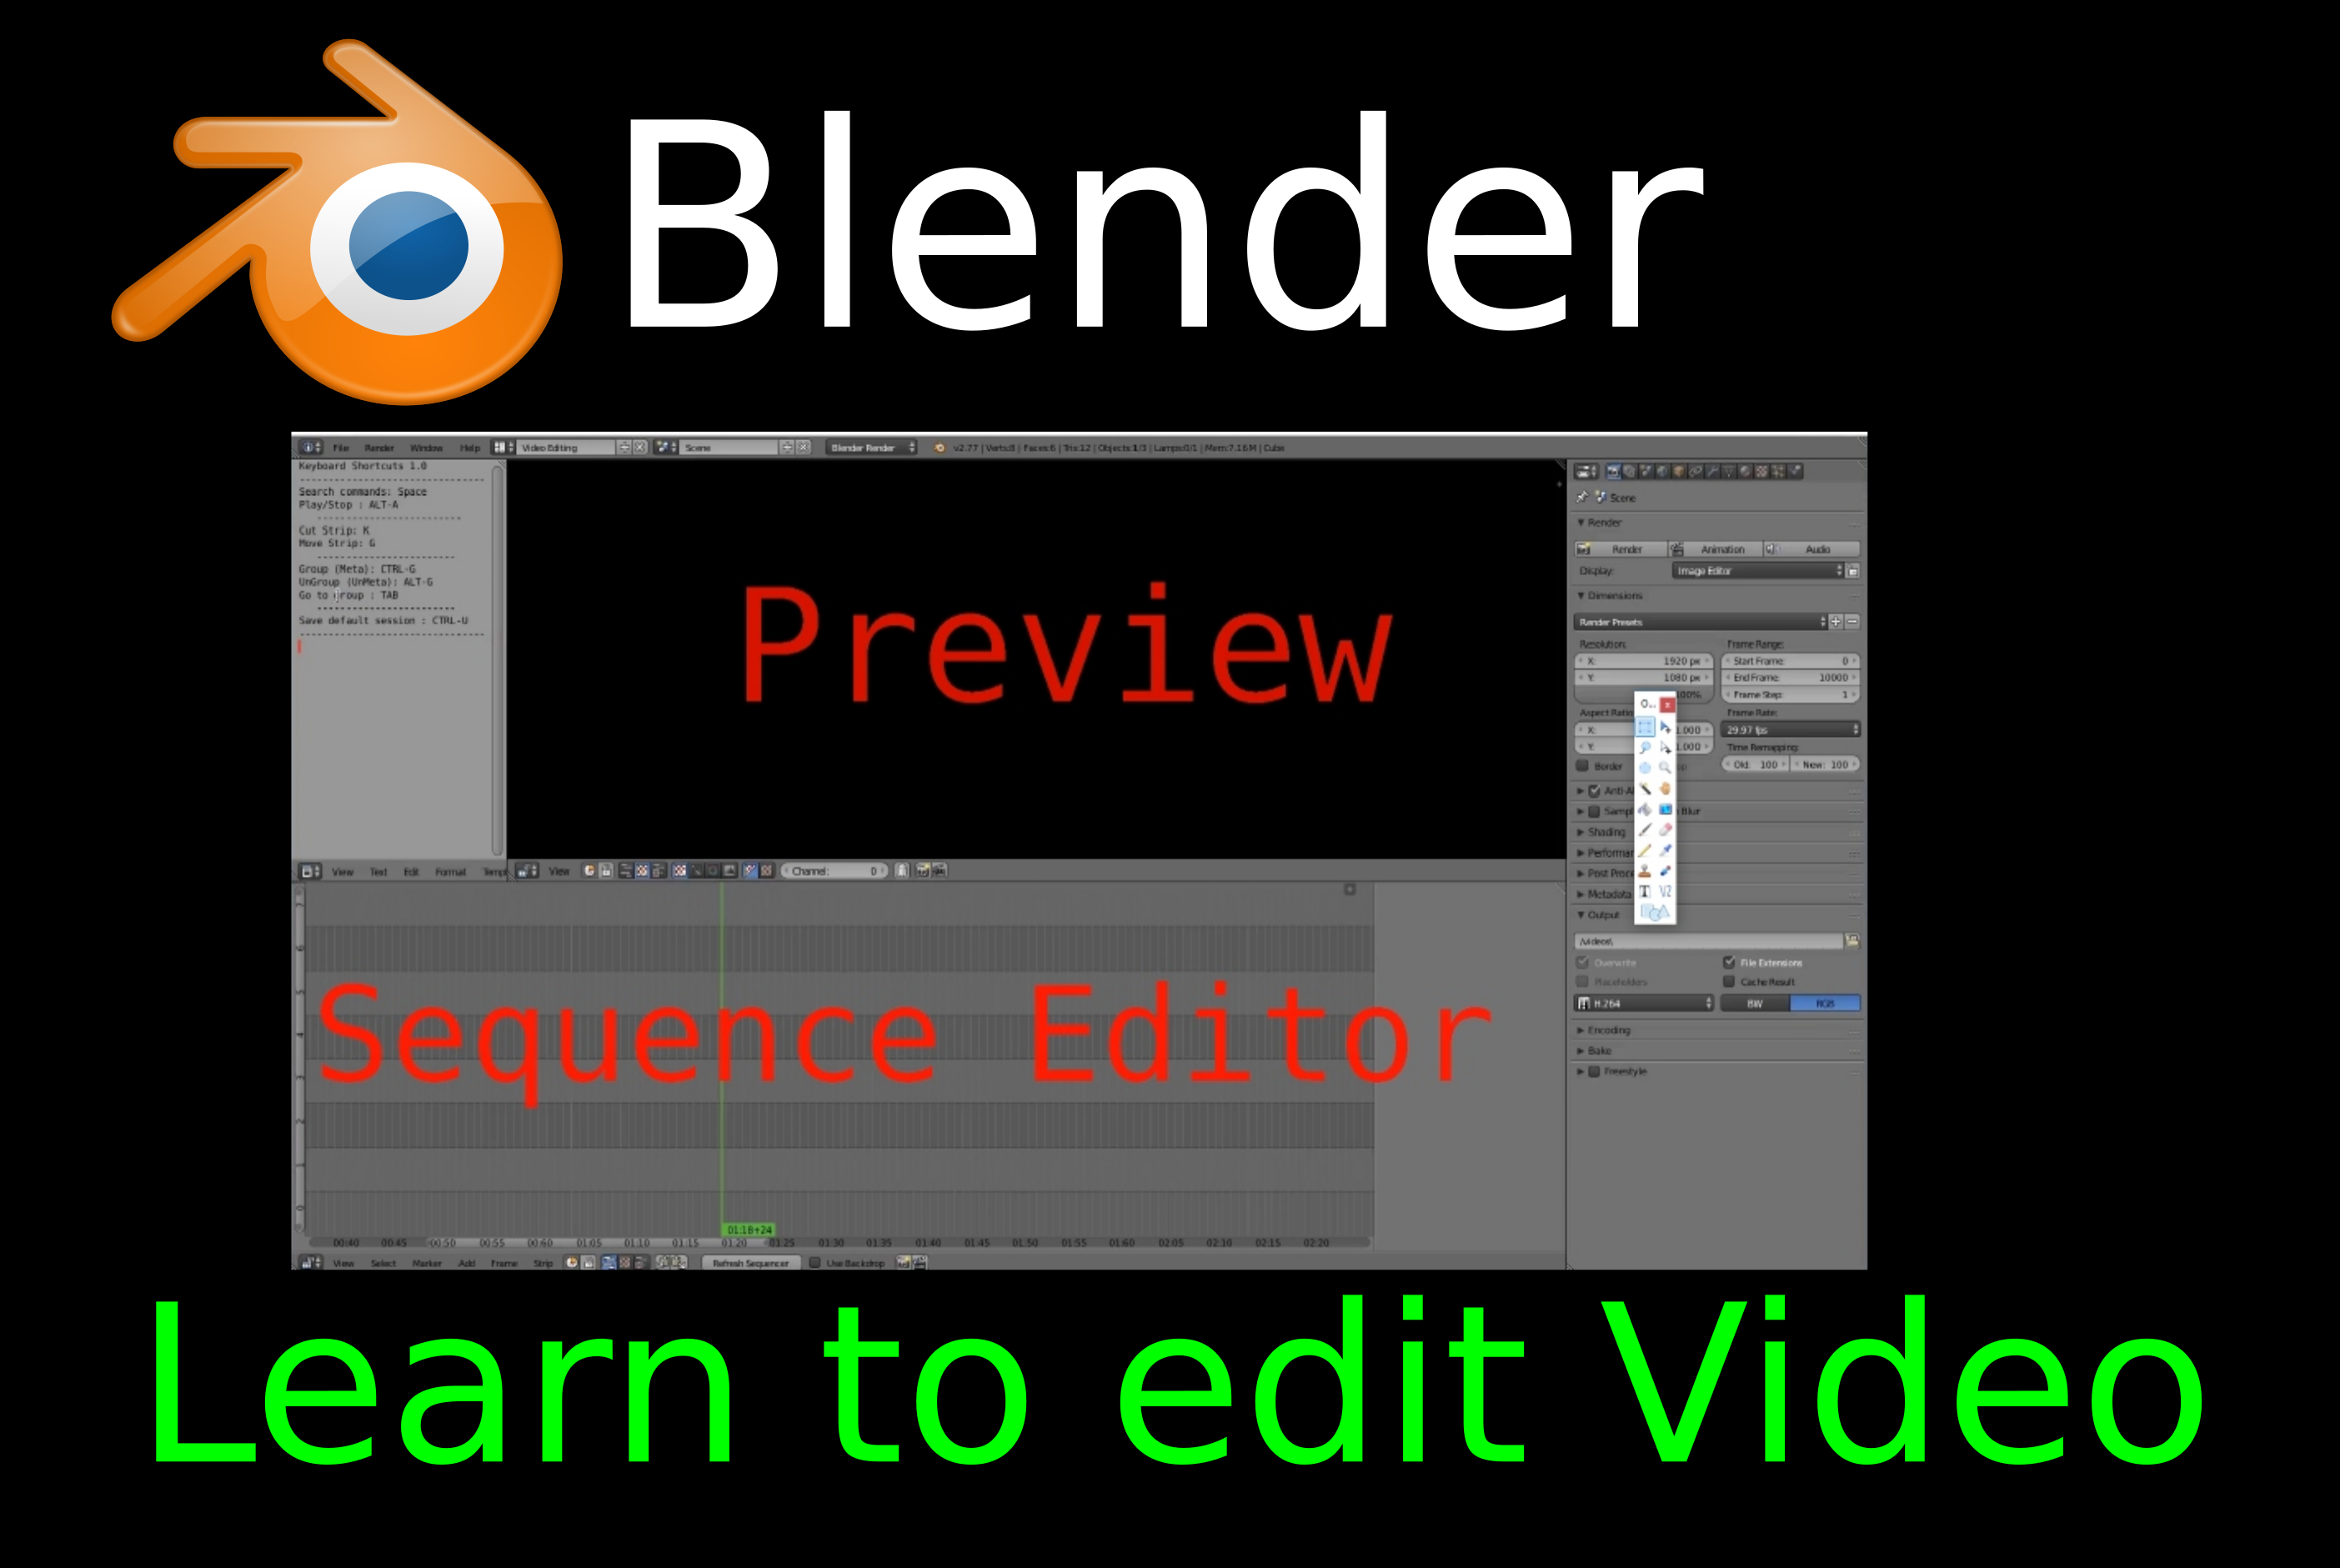 Blender
File Render Window Help Video Editing Scene Blender Render v2.77 | Verts:8 | Faces:6 | Tris:12 | Objects:1/3 | Lamps:0/1 | Mem:7.16M | Cube
Keyboard Shortcuts 1.0
Search commands: Space
Play/Stop : ALT-A
Cut Strip: K
Move Strip: G
Group (Meta): CTRL-G
UnGroup (UnMeta): ALT-G
Go to group : TAB
Save default session : CTRL-U
Preview
View Text Edit Format Templ View Channel: 0
Sequence Editor
7
6
5
4
3
2
1
0
01:18+24
00:40 00:45 00:50 00:55 00:60 01:05 01:10 01:15 01:20 01:25 01:30 01:35 01:40 01:45 01:50 01:55 01:60 02:05 02:10 02:15 02:20
View Select Marker Add Frame Strip Refresh Sequencer Use Backdrop
Scene
Render
Render Animation Audio
Display: Image Editor
Dimensions
Render Presets
Resolution: Frame Range:
X: 1920 px Start Frame: 0
Y: 1080 px End Frame: 10000
100% Frame Step: 1
O... x
Aspect Ratio Frame Rate:
X: 1.000 29.97 fps
Y: 1.000 Time Remapping:
Border Old: 100 New: 100
Anti-A
Sampl Blur
Shading
Performan
Post Proce
T
Metadata
Output
/videos\
Overwrite File Extensions
Placeholders Cache Result
H.264 BW RGB
Encoding
Bake
Freestyle
Learn to edit Video